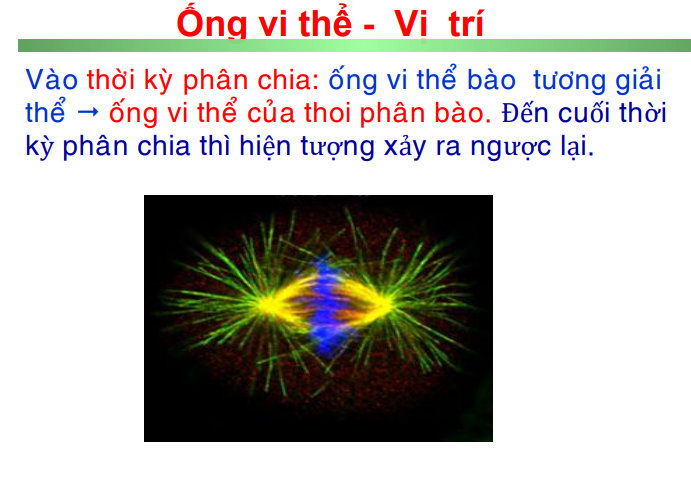 Ống vi thể - Vị trí
Vào thời kỳ phân chia: ống vi thể bào tương giải
thể → ống vi thể của thoi phân bào. Đến cuối thời
kỳ phân chia thì hiện tượng xảy ra ngược lại.